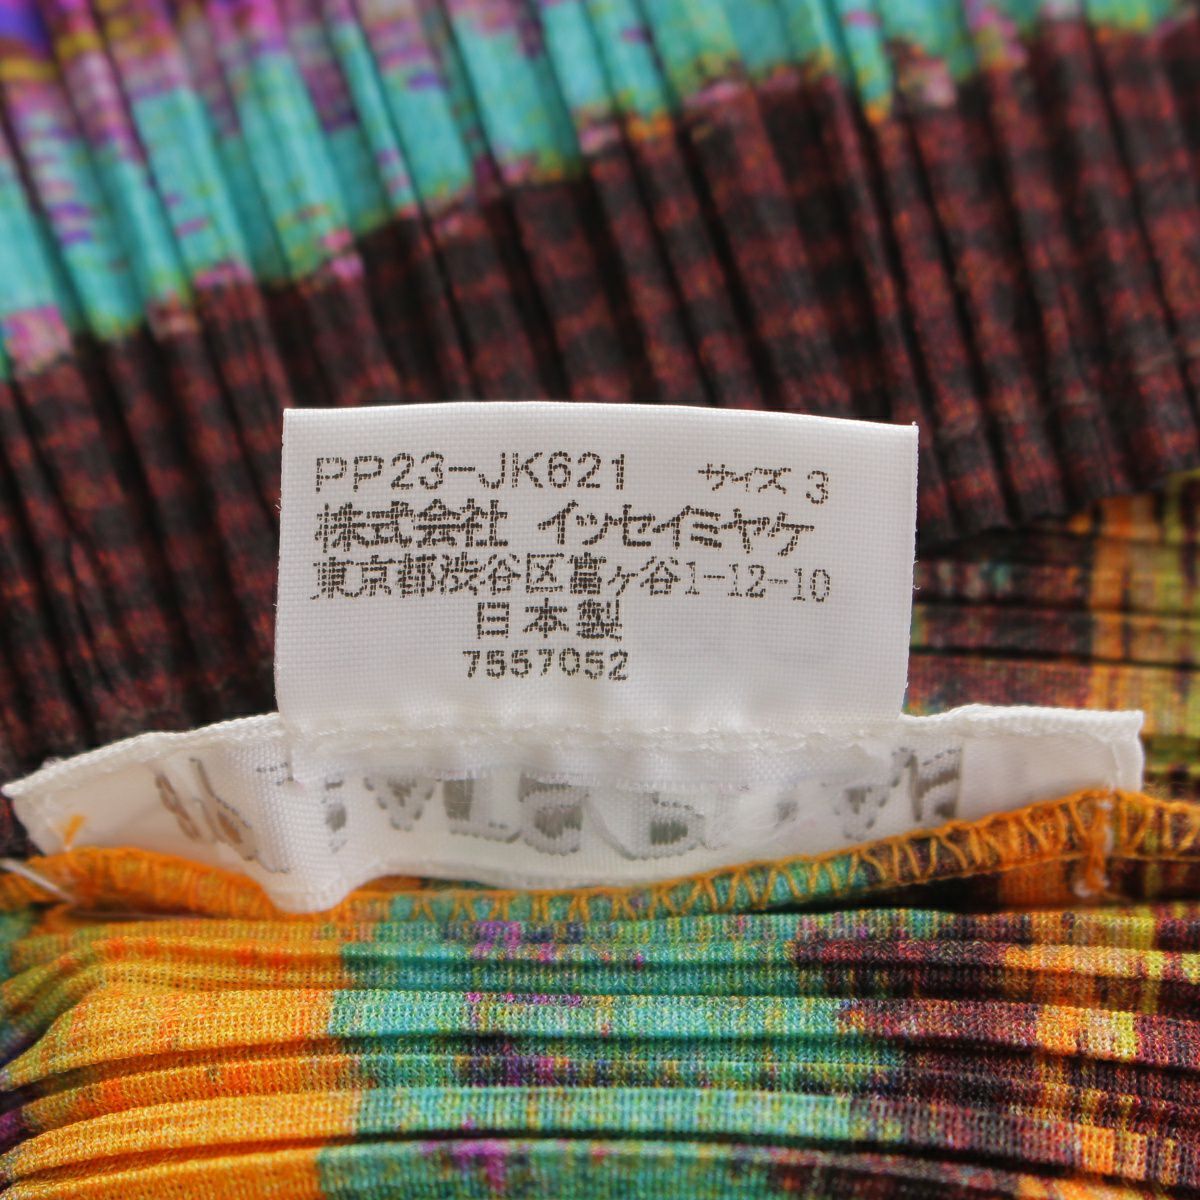 PP23-JK621 サイズ 3
株式会社 イッセイミヤケ
東京都渋谷区富ヶ谷1-12-10
日本製
7557052